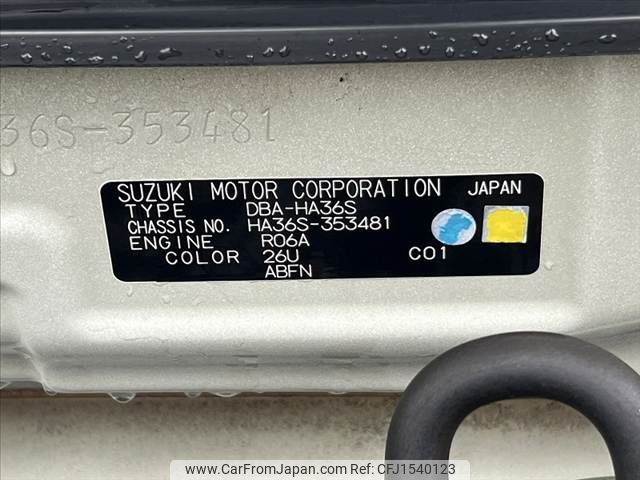 36S-353481
SUZUKI MOTOR CORPORATION JAPAN
TYPE DBA-HA36S
CHASSIS NO. HA36S-353481
ENGINE R06A
COLOR 26U C01
ABFN
www.CarFromJapan.com CFJ1540123